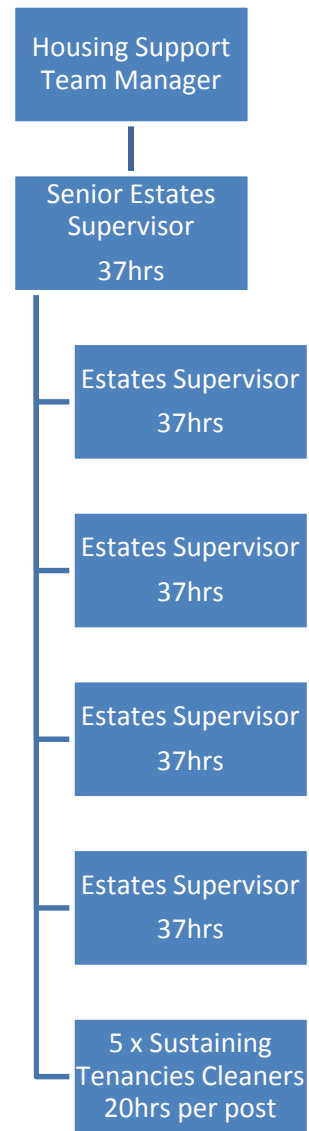 Housing Support
Team Manager
Senior Estates
Supervisor
37hrs
Estates Supervisor
37hrs
Estates Supervisor
37hrs
Estates Supervisor
37hrs
Estates Supervisor
37hrs
5 x Sustaining
Tenancies Cleaners
20hrs per post